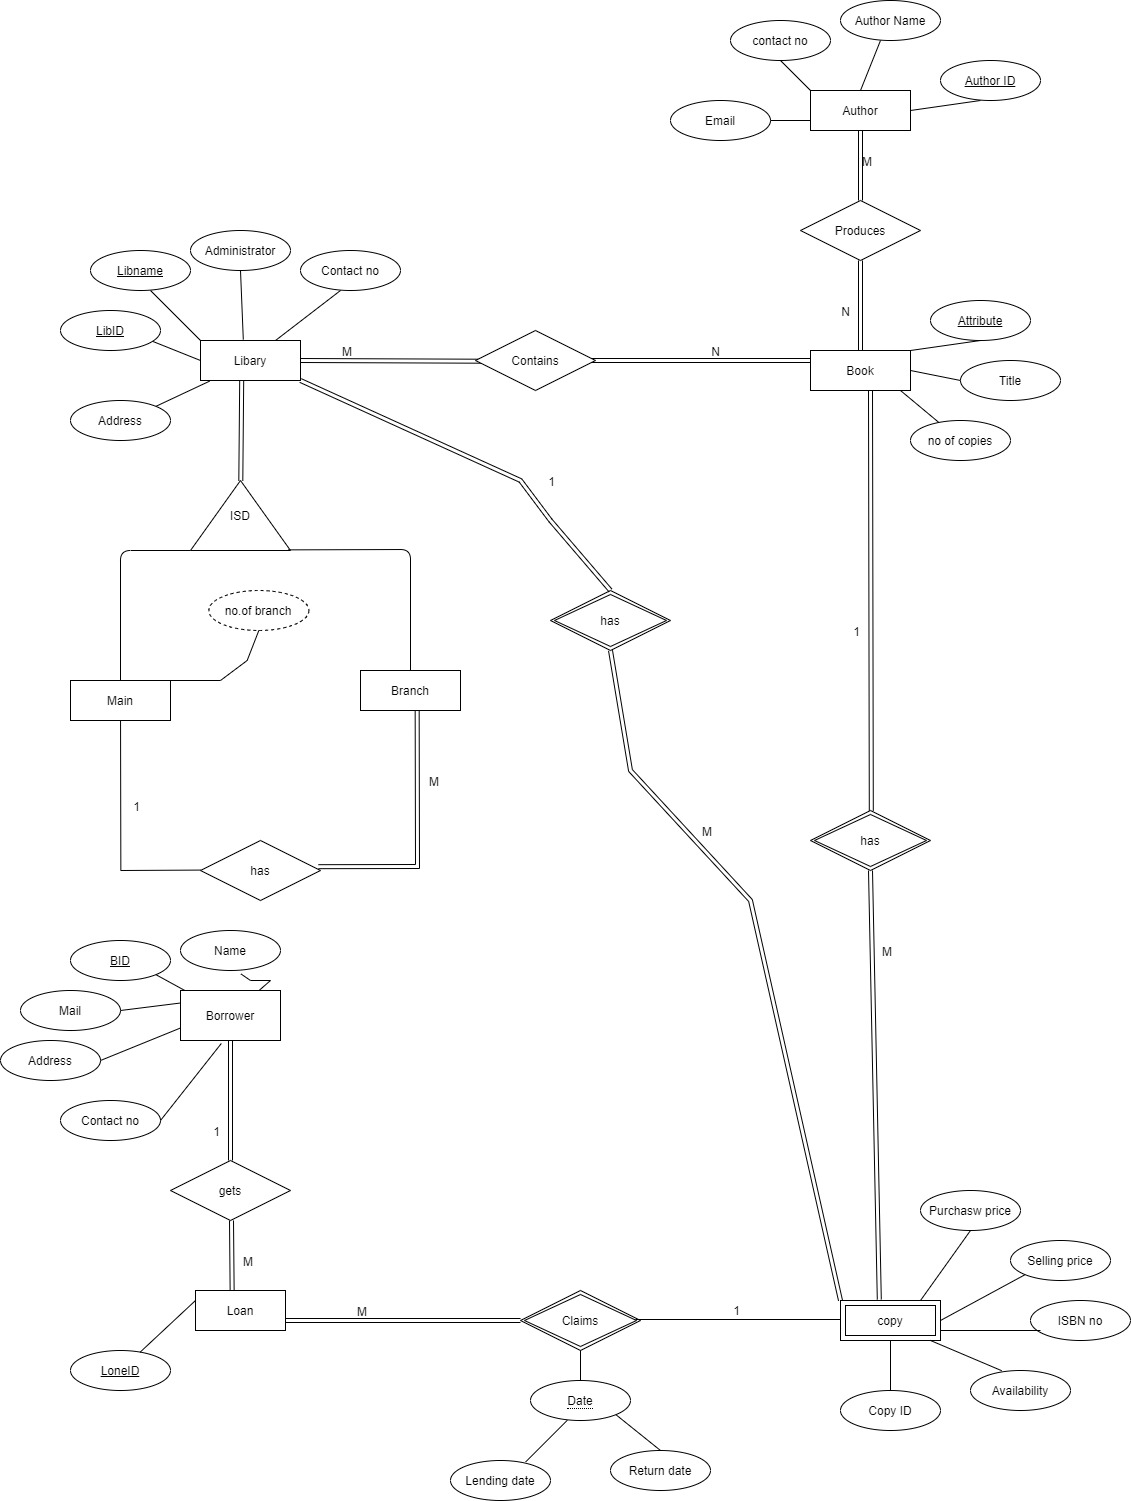 Author Name
contact no
Author ID
Email
Author
M
Produces
N
Administrator
Libname
Contact no
LibID
Address
Libary
M
Contains
N
Attribute
Title
no of copies
Book
ISD
1
no.of branch
has
1
Main
Branch
M
1
has
M
has
M
Name
BID
Mail
Address
Contact no
Borrower
1
gets
M
Loan
LoneID
M
Claims
1
Date
Lending date
Return date
Purchasw price
Selling price
ISBN no
Availability
Copy ID
copy